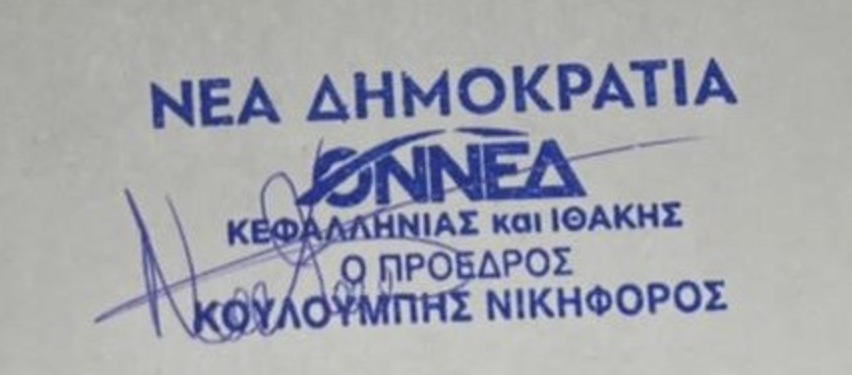 ΝΕΑ ΔΗΜΟΚΡΑΤΙΑ
ΟΝΝΕΔ
ΚΕΦΑΛΛΗΝΙΑΣ και ΙΘΑΚΗΣ
Ο ΠΡΟΕΔΡΟΣ
ΚΟΥΛΟΥΜΠΗΣ ΝΙΚΗΦΟΡΟΣ